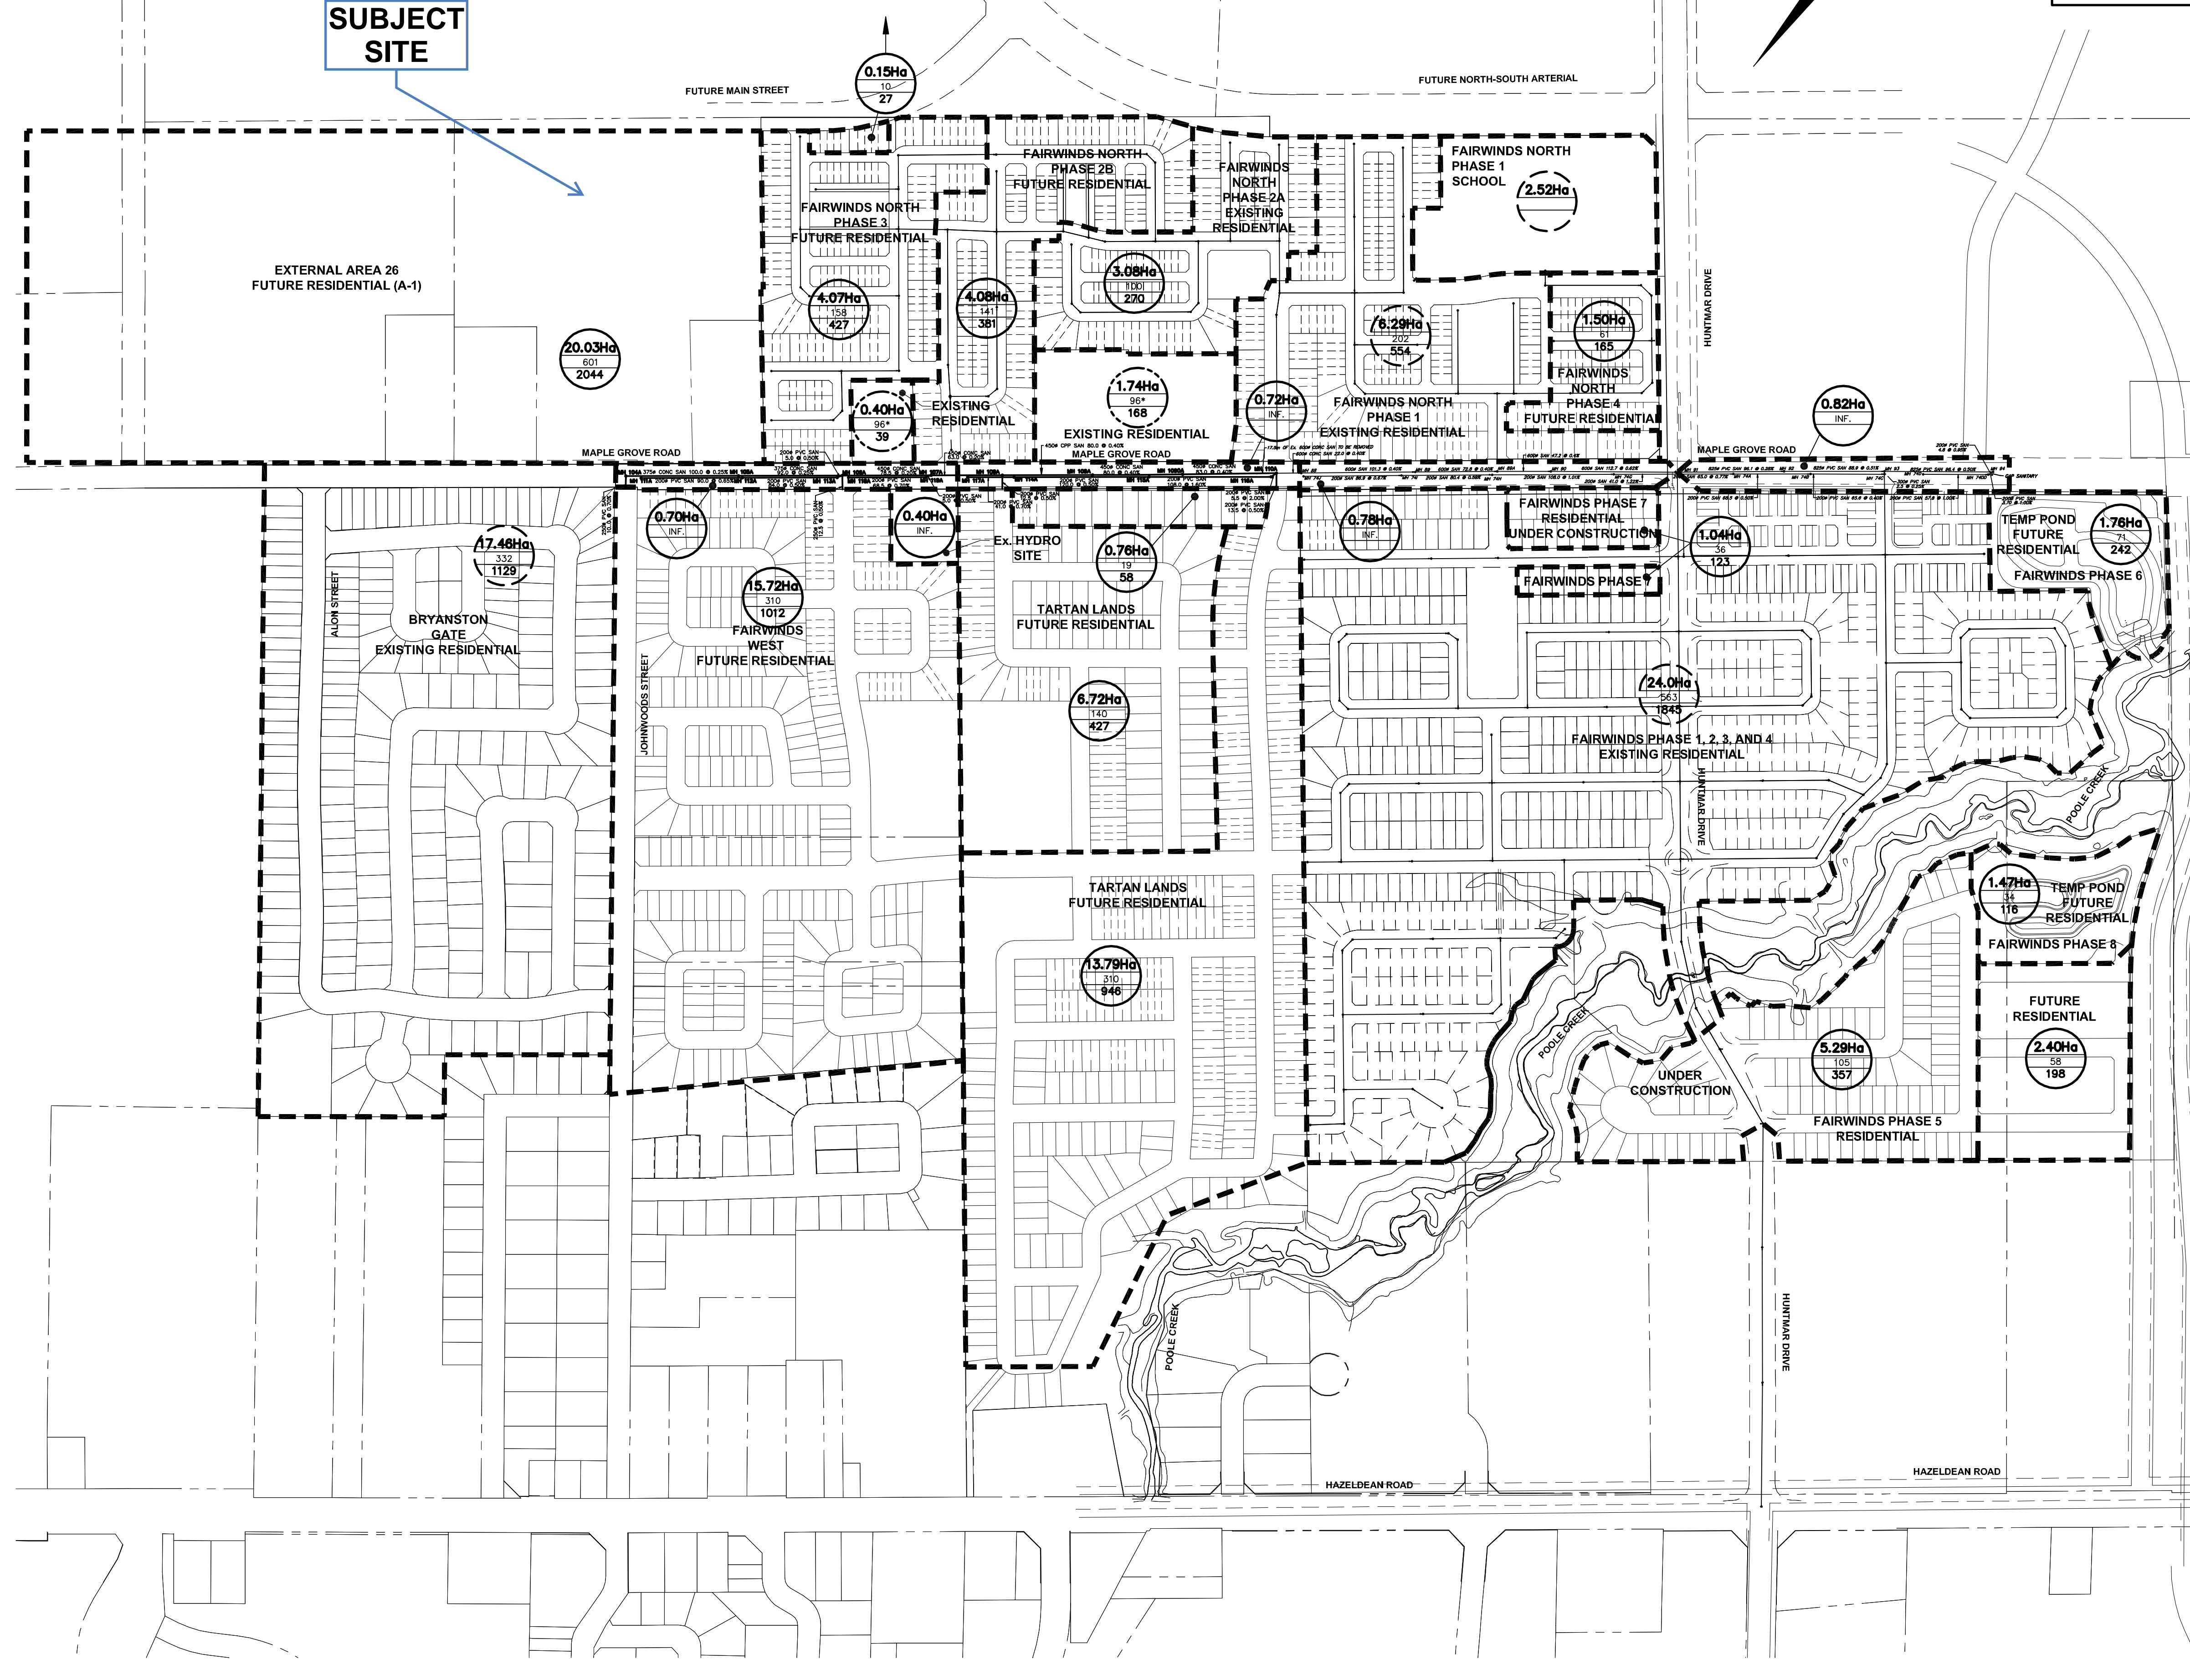 SUBJECT
SITE
FUTURE MAIN STREET
FUTURE NORTH-SOUTH ARTERIAL
0.15Ha
10
27
EXTERNAL AREA 26
FUTURE RESIDENTIAL (A-1)
20.03Ha
601
2044
FAIRWINDS NORTH
PHASE 3
FUTURE RESIDENTIAL
4.07Ha
158
427
FAIRWINDS NORTH
PHASE 2B
FUTURE RESIDENTIAL
4.08Ha
141
381
3.08Ha
100
270
FAIRWINDS
NORTH
PHASE 2A
EXISTING
RESIDENTIAL
FAIRWINDS NORTH
PHASE 1
SCHOOL
2.52Ha
6.29Ha
202
554
1.50Ha
61
165
FAIRWINDS
NORTH
PHASE 4
FUTURE RESIDENTIAL
HUNTMAR DRIVE
0.40Ha
96*
39
EXISTING
RESIDENTIAL
1.74Ha
96*
168
EXISTING RESIDENTIAL
0.72Ha
INF.
FAIRWINDS NORTH
PHASE 1
EXISTING RESIDENTIAL
0.82Ha
INF.
MAPLE GROVE ROAD
MAPLE GROVE ROAD
MAPLE GROVE ROAD
450ø CPP SAN 80.0 @ 0.40%
17.46Ha
332
1129
ALON STREET
BRYANSTON
GATE
EXISTING RESIDENTIAL
0.70Ha
INF.
15.72Ha
310
1012
FAIRWINDS
WEST
FUTURE RESIDENTIAL
JOHNWOODS STREET
0.40Ha
INF.
Ex. HYDRO
SITE
0.76Ha
19
58
TARTAN LANDS
FUTURE RESIDENTIAL
6.72Ha
140
427
0.78Ha
INF.
FAIRWINDS PHASE 7
RESIDENTIAL
UNDER CONSTRUCTION
1.04Ha
36
123
FAIRWINDS PHASE 7
TEMP POND
FUTURE
RESIDENTIAL
1.76Ha
71
242
FAIRWINDS PHASE 6
24.0Ha
563
1845
FAIRWINDS PHASE 1, 2, 3, AND 4
EXISTING RESIDENTIAL
HUNTMAR DRIVE
POOLE CREEK
TARTAN LANDS
FUTURE RESIDENTIAL
13.79Ha
310
946
1.47Ha
34
116
TEMP POND
FUTURE
RESIDENTIAL
FAIRWINDS PHASE 8
FUTURE
RESIDENTIAL
2.40Ha
58
198
POOLE CREEK
UNDER
CONSTRUCTION
5.29Ha
105
357
FAIRWINDS PHASE 5
RESIDENTIAL
POOLE CREEK
HUNTMAR DRIVE
HAZELDEAN ROAD
HAZELDEAN ROAD